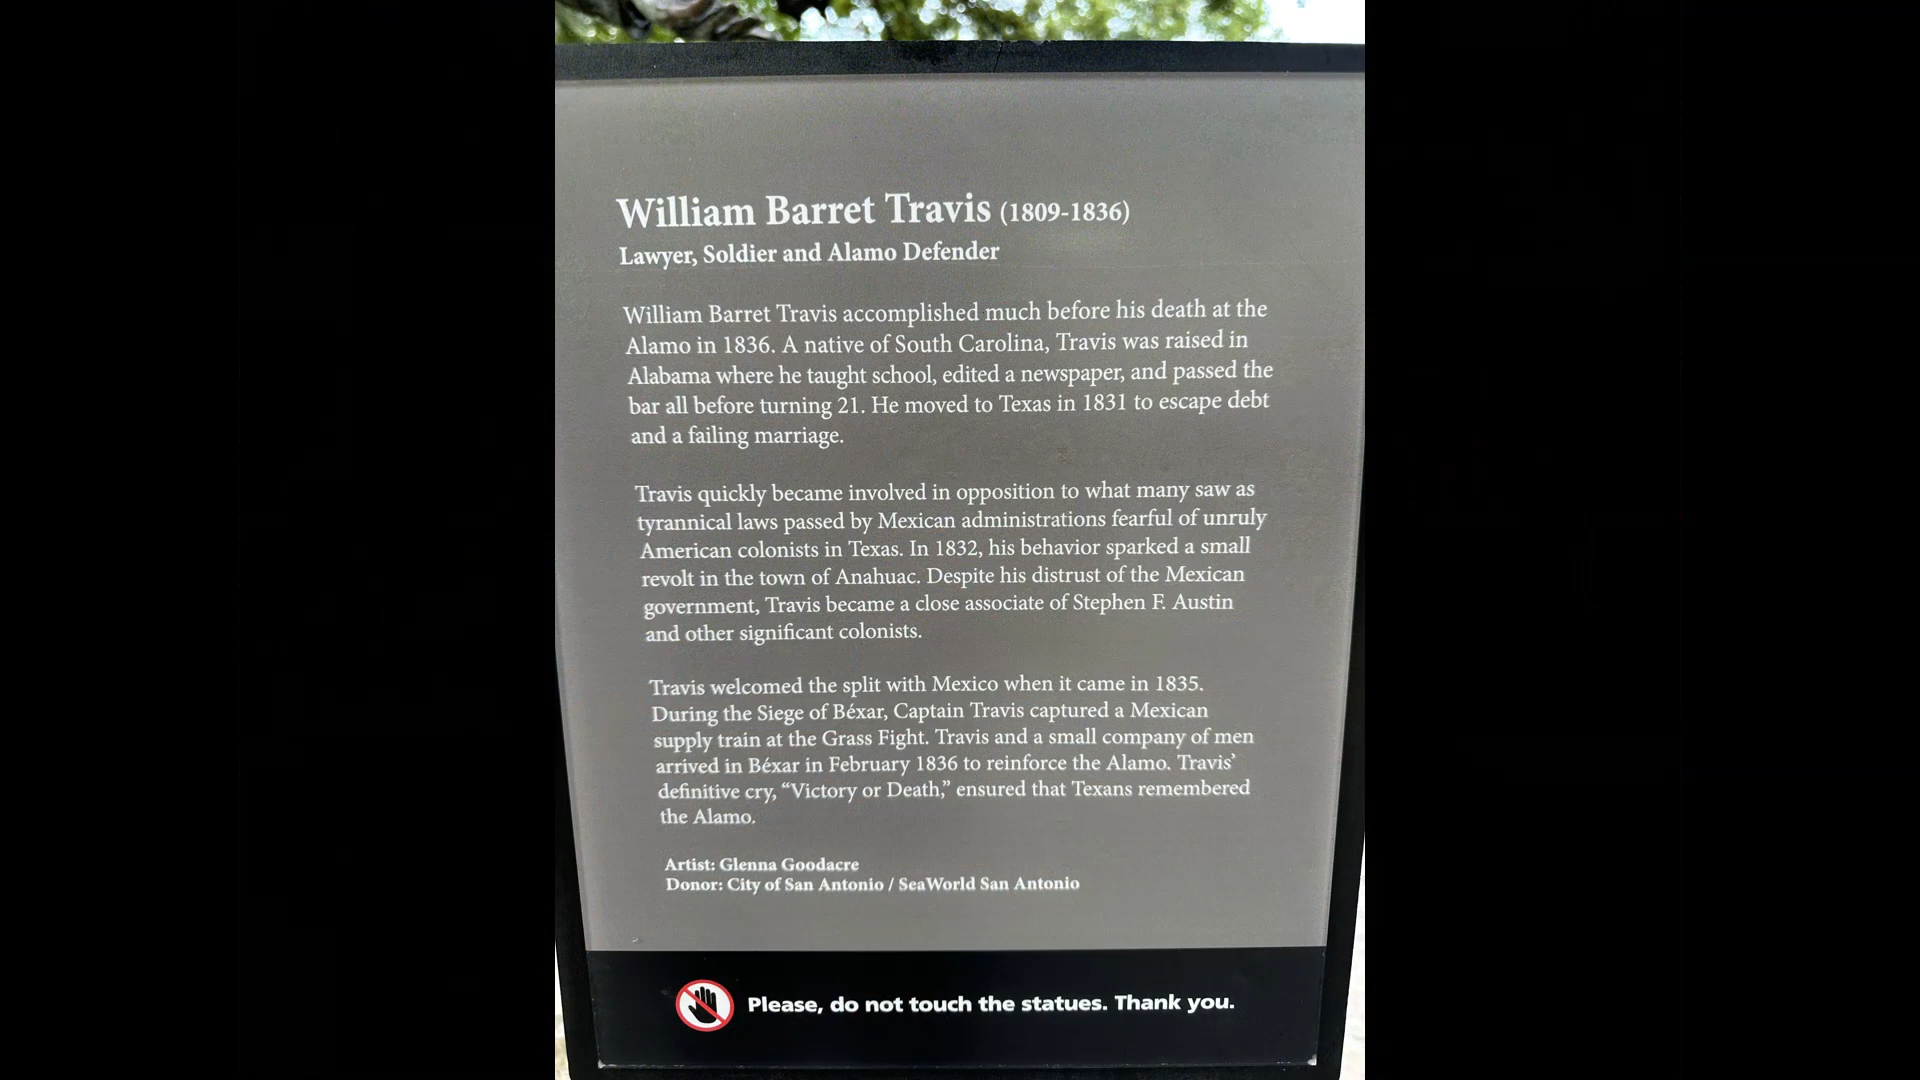 William Barret Travis (1809-1836)
Lawyer, Soldier and Alamo Defender
William Barret Travis accomplished much before his death at the
Alamo in 1836. A native of South Carolina, Travis was raised in
Alabama where he taught school, edited a newspaper, and passed the
bar all before turning 21. He moved to Texas in 1831 to escape debt
and a failing marriage.
Travis quickly became involved in opposition to what many saw as
tyrannical laws passed by Mexican administrations fearful of unruly
American colonists in Texas. In 1832, his behavior sparked a small
revolt in the town of Anahuac. Despite his distrust of the Mexican
government, Travis became a close associate of Stephen F. Austin
and other significant colonists.
Travis welcomed the split with Mexico when it came in 1835.
During the Siege of Béxar, Captain Travis captured a Mexican
supply train at the Grass Fight. Travis and a small company of men
arrived in Béxar in February 1836 to reinforce the Alamo. Travis’
definitive cry, “Victory or Death,” ensured that Texans remembered
the Alamo.
Artist: Glenna Goodacre
Donor: City of San Antonio / SeaWorld San Antonio
Please, do not touch the statues. Thank you.